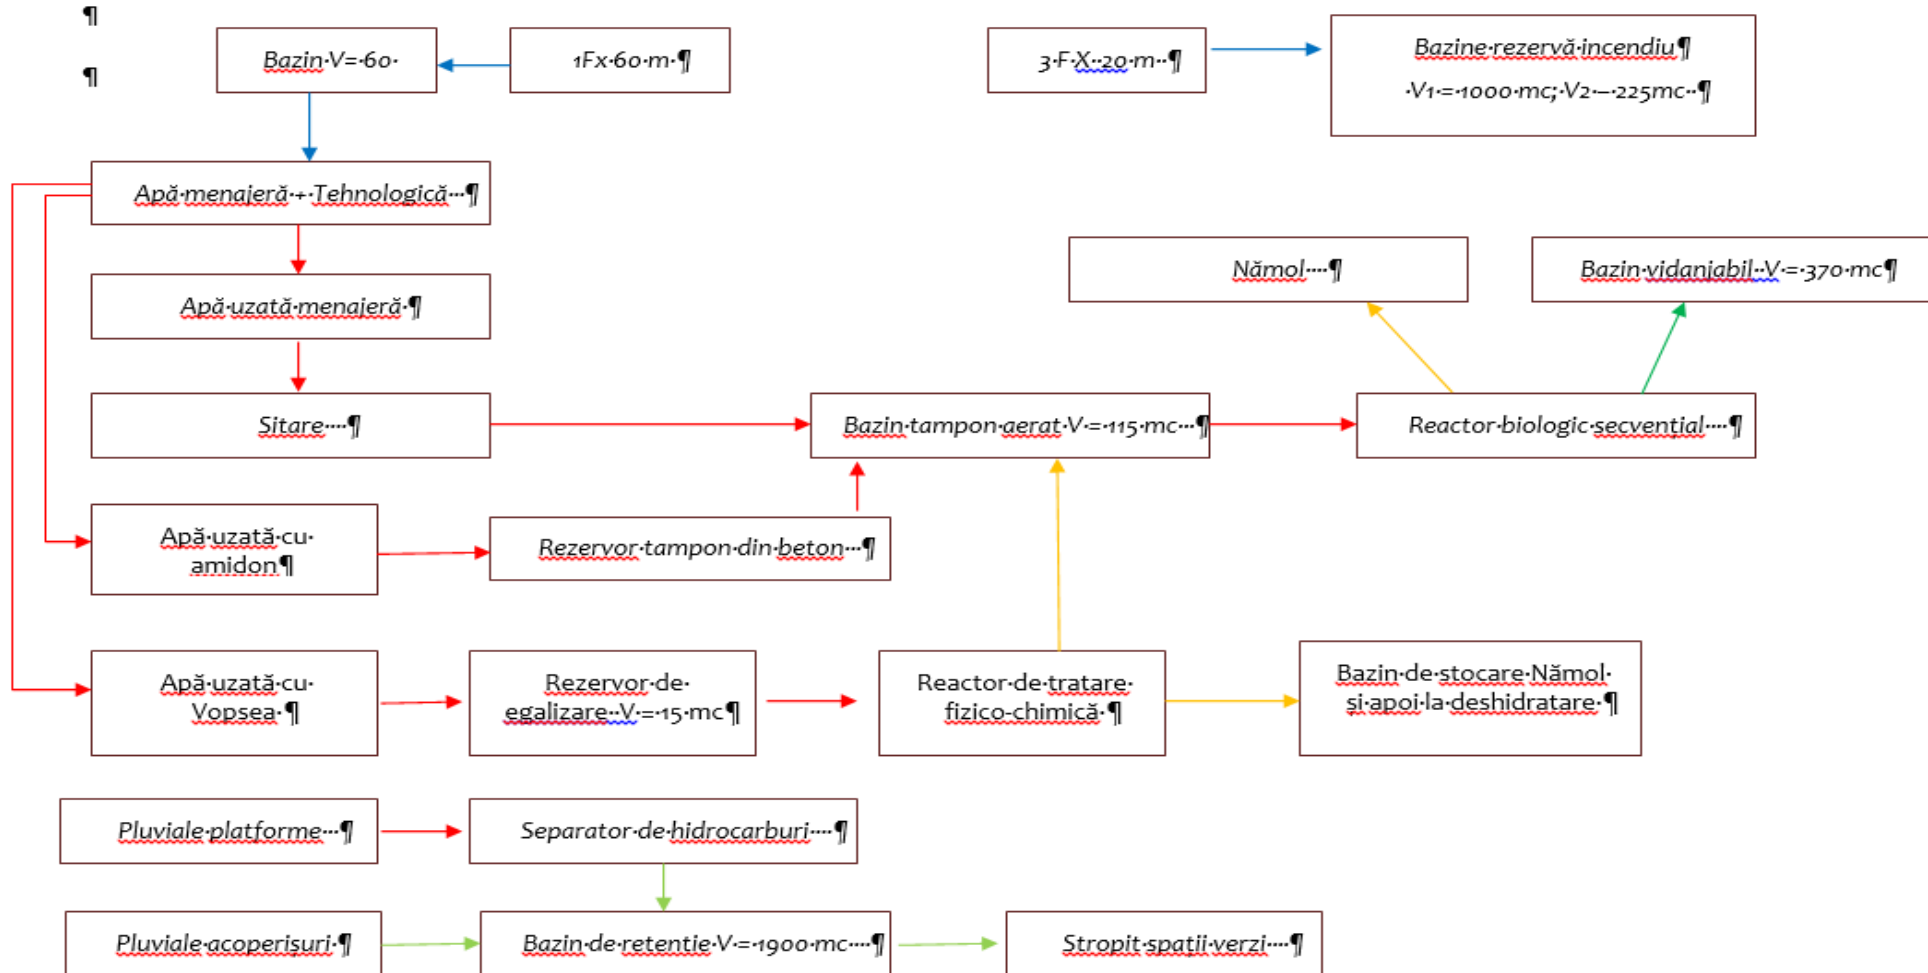 ¶
¶
Bazin·V=·60·
1Fx·60·m·¶
3·F·X··20·m··¶
Bazine·rezervă·incendiu¶
·V1·=·1000·mc;·V2·–·225mc··¶
Apă·menajeră·+·Tehnologică···¶
Apă·uzată·menajeră·¶
Nămol····¶
Bazin·vidanjabil··V·=·370·mc¶
Sitare····¶
Bazin·tampon·aerat·V·=·115·mc···¶
Reactor·biologic·secvențial····¶
Apă·uzată·cu·
amidon¶
Rezervor·tampon·din·beton···¶
Apă·uzată·cu·
Vopsea·¶
Rezervor·de·
egalizare··V·=·15·mc¶
Reactor·de·tratare·
fizico-chimică·¶
Bazin·de·stocare·Nămol·
și·apoi·la·deshidratare·¶
Pluviale·platforme···¶
Separator·de·hidrocarburi····¶
Pluviale·acoperișuri·¶
Bazin·de·retentie·V·=·1900·mc····¶
Stropit·spații·verzi····¶